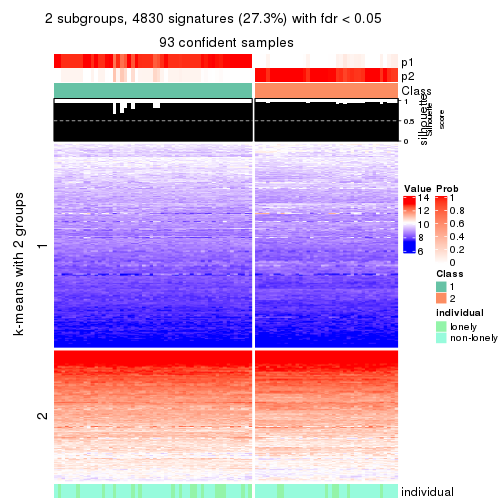 2 subgroups, 4830 signatures (27.3%) with fdr < 0.05
93 confident samples
p1
p2
Class
silhouette
1
0.5
0
silhouette
score
k-means with 2 groups
1
2
individual
Value
14
12
10
8
6
Prob
1
0.8
0.6
0.4
0.2
0
Class
1
2
individual
lonely
non-lonely